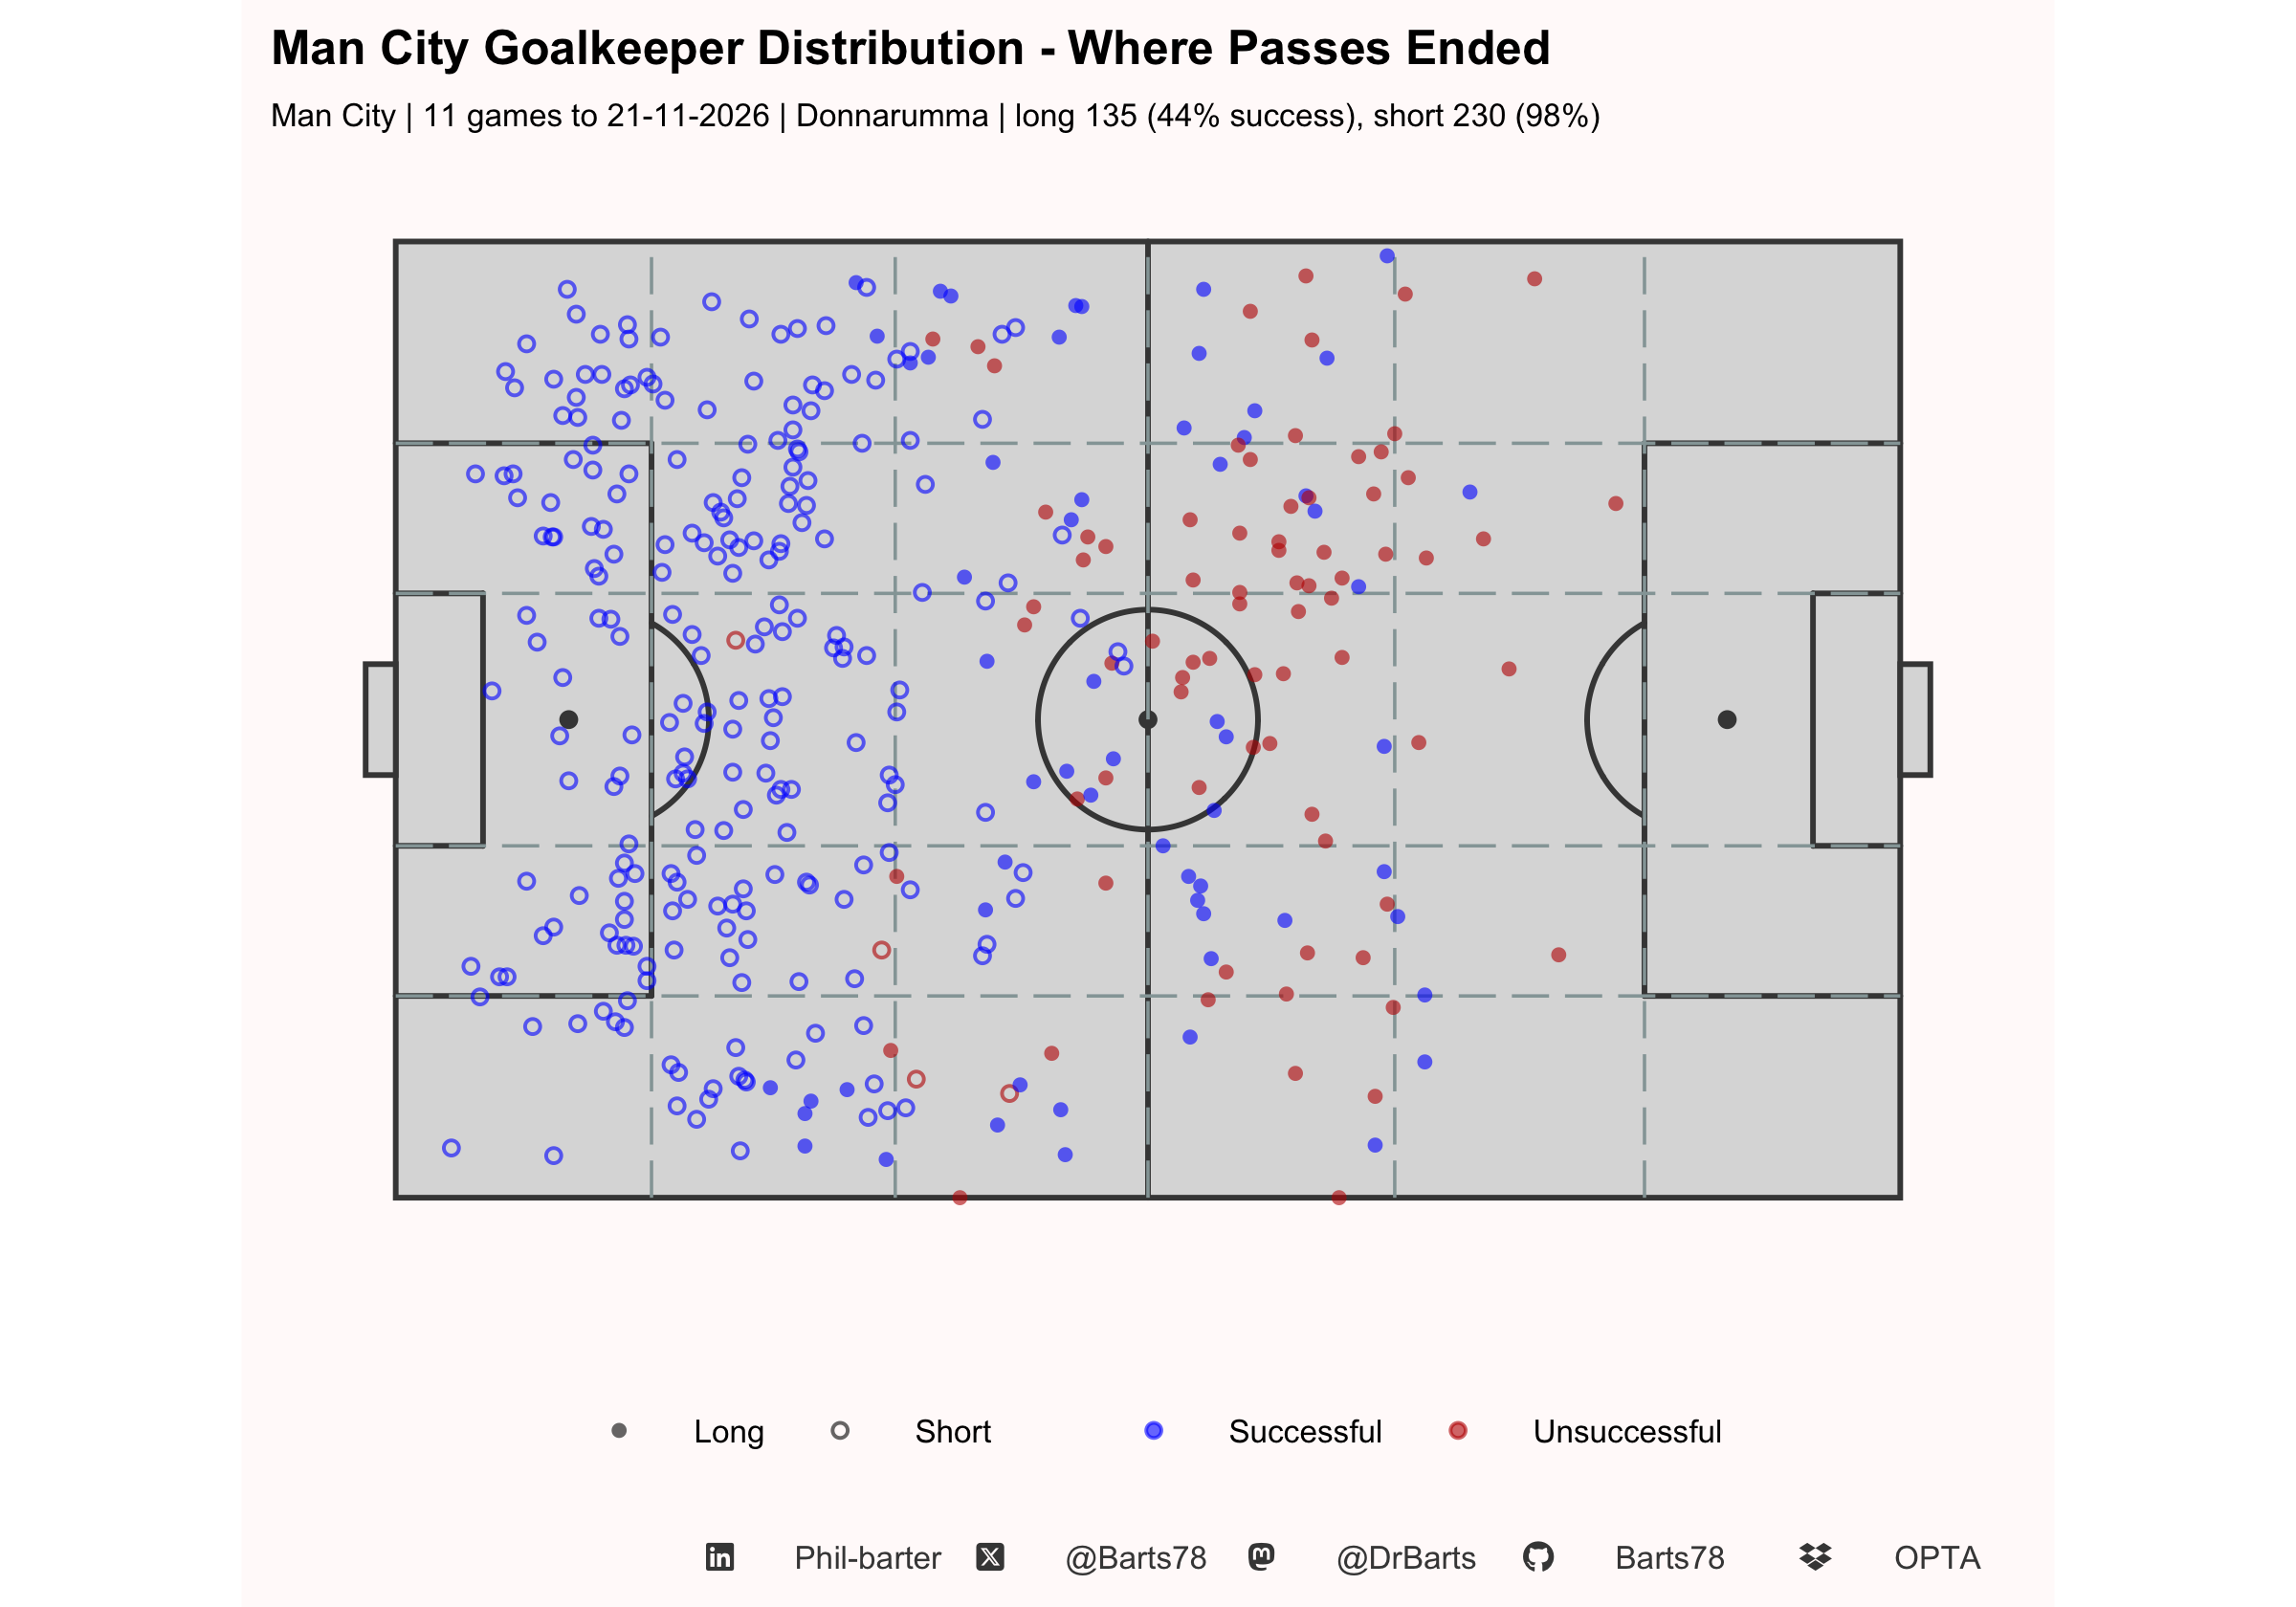 Man City Goalkeeper Distribution - Where Passes Ended
Man City | 11 games to 21-11-2026 | Donnarumma | long 135 (44% success), short 230 (98%)
Long Short Successful Unsuccessful
in Phil-barter X @Barts78 m @DrBarts Barts78 OPTA